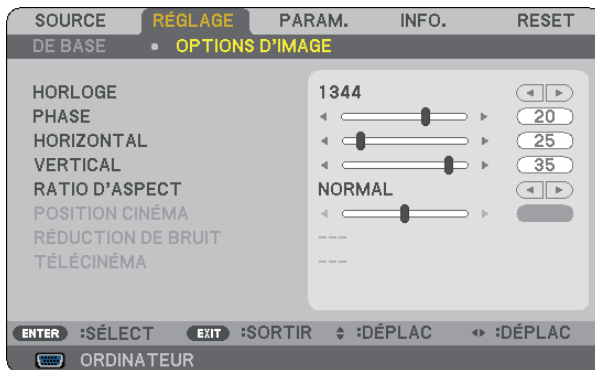 SOURCE RÉGLAGE PARAM. INFO. RESET
DE BASE • OPTIONS D'IMAGE
HORLOGE 1344
PHASE 20
HORIZONTAL 25
VERTICAL 35
RATIO D'ASPECT NORMAL
POSITION CINÉMA
RÉDUCTION DE BRUIT ---
TÉLÉCINÉMA ---
ENTER :SÉLECT EXIT :SORTIR :DÉPLAC :DÉPLAC
ORDINATEUR